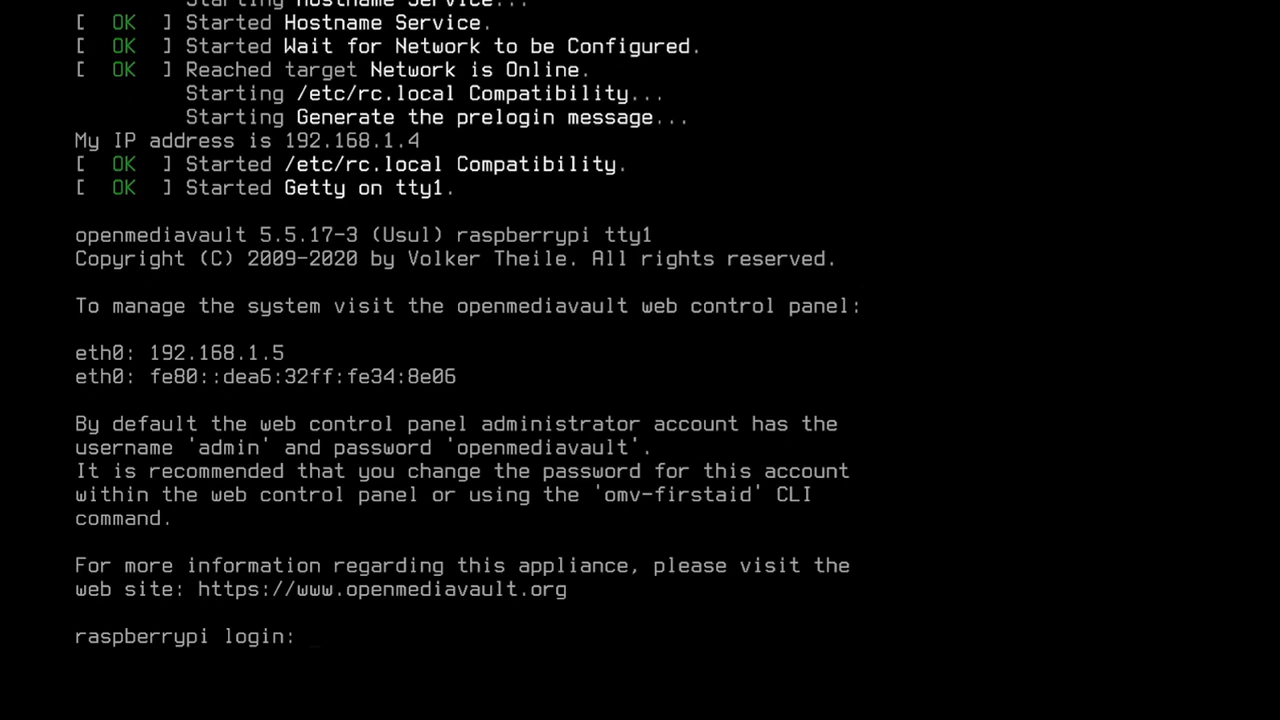 Starting Hostname Service...
[  OK  ] Started Hostname Service.
[  OK  ] Started Wait for Network to be Configured.
[  OK  ] Reached target Network is Online.
Starting /etc/rc.local Compatibility...
Starting Generate the prelogin message...
My IP address is 192.168.1.4
[  OK  ] Started /etc/rc.local Compatibility.
[  OK  ] Started Getty on tty1.
openmediavault 5.5.17-3 (Usul) raspberrypi tty1
Copyright (C) 2009-2020 by Volker Theile. All rights reserved.
To manage the system visit the openmediavault web control panel:
eth0: 192.168.1.5
eth0: fe80::dea6:32ff:fe34:8e06
By default the web control panel administrator account has the
username 'admin' and password 'openmediavault'.
It is recommended that you change the password for this account
within the web control panel or using the 'omv-firstaid' CLI
command.
For more information regarding this appliance, please visit the
web site: https://www.openmediavault.org
raspberrypi login: _